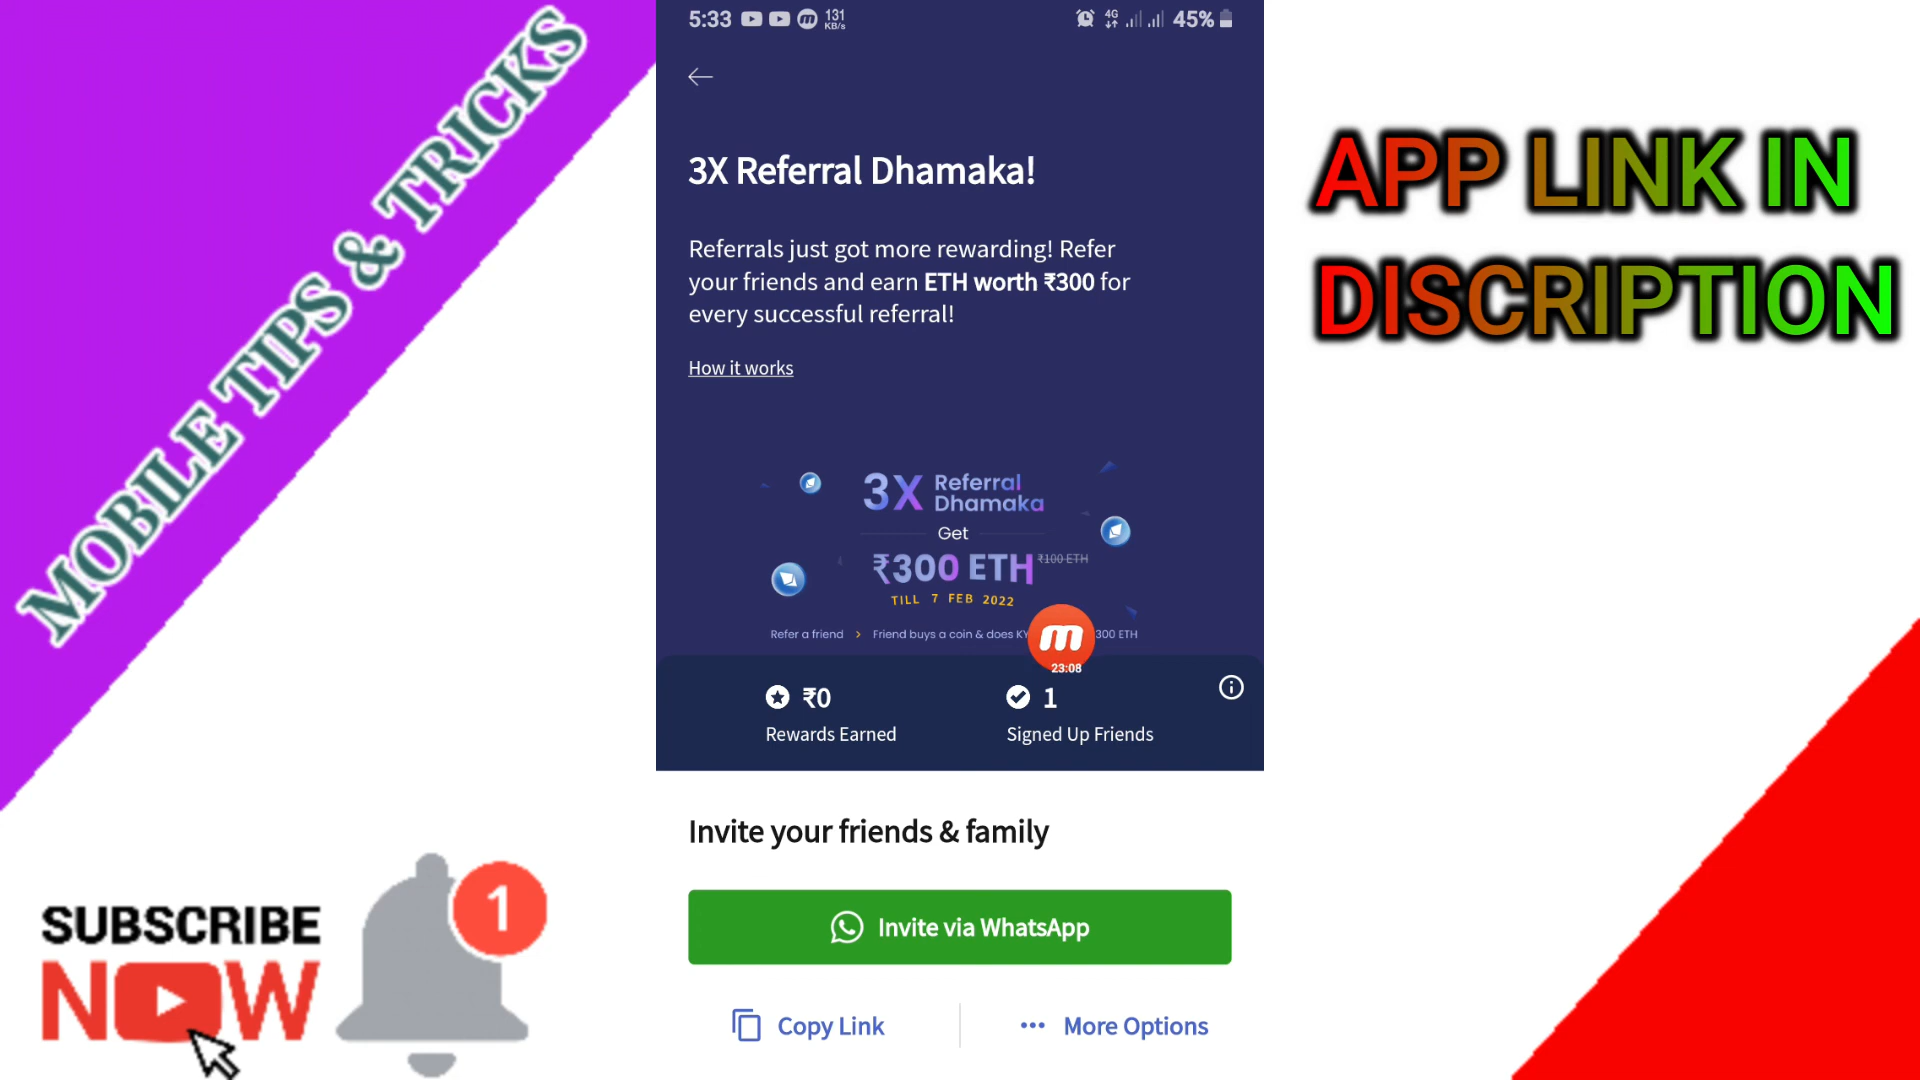 MOBILE TIPS & TRICKS
5:33 131 KB/s 4G 45%
3X Referral Dhamaka!
Referrals just got more rewarding! Refer
your friends and earn ETH worth ₹300 for
every successful referral!
How it works
3X Referral
Dhamaka
Get
₹300 ETH ₹100 ETH
TILL 7 FEB 2022
Refer a friend > Friend buys a coin & does 300 ETH
23:08
₹0
Rewards Earned
1
Signed Up Friends
Invite your friends & family
Invite via WhatsApp
Copy Link
More Options
APP LINK IN
DISCRIPTION
SUBSCRIBE
NOW
1